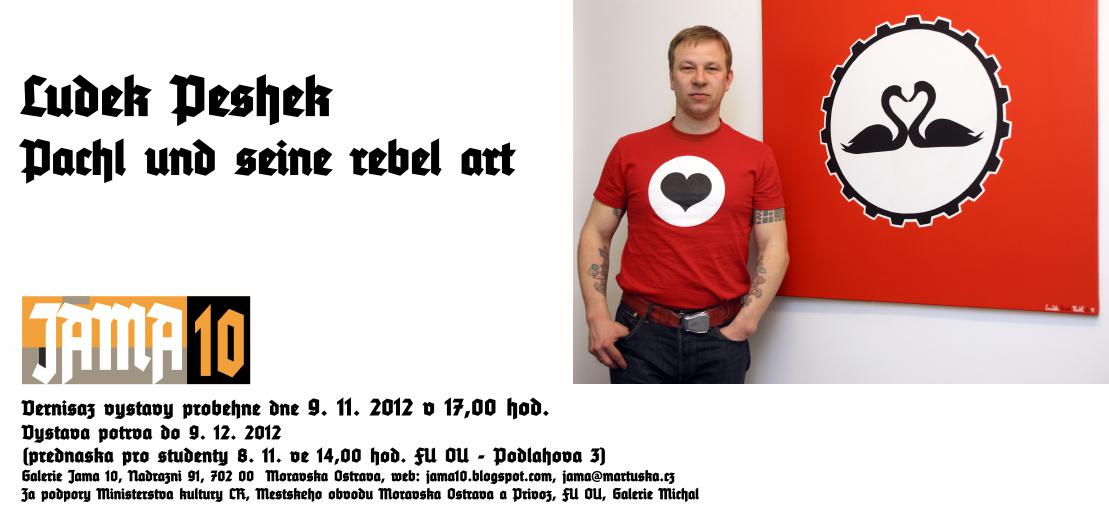 Ludek Peshek
Pachl und seine rebel art
JAMA 10
Vernisaz vystavy probehne dne 9. 11. 2012 v 17,00 hod.
Vystava potrva do 9. 12. 2012
(prednaska pro studenty 8. 11. ve 14,00 hod. FU OU - Podlahova 3)
Galerie Jama 10, Nadrazni 91, 702 00  Moravska Ostrava, web: jama10.blogspot.com, jama@martuska.cz
Za podpory Ministerstva kultury CR, Mestskeho obvodu Moravska Ostrava a Privoz, FU OU, Galerie Michal